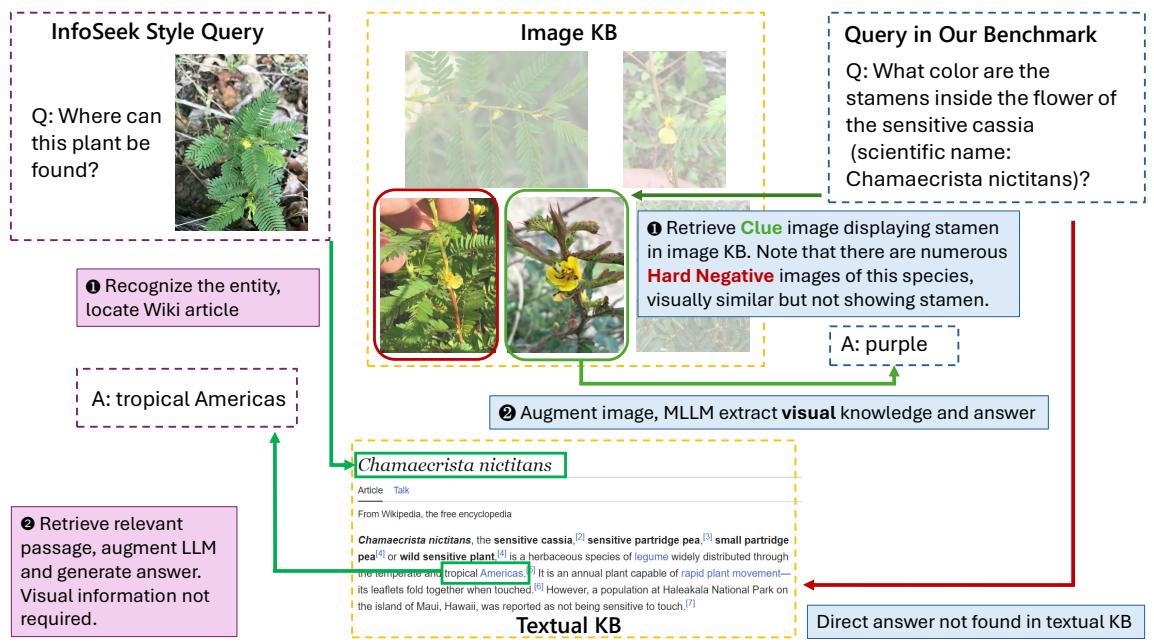 InfoSeek Style Query
Q: Where can
this plant be
found?
Image KB
Query in Our Benchmark
Q: What color are the
stamens inside the flower of
the sensitive cassia
(scientific name:
Chamaecrista nictitans)?
❶ Retrieve Clue image displaying stamen
in image KB. Note that there are numerous
Hard Negative images of this species,
visually similar but not showing stamen.
❶ Recognize the entity,
locate Wiki article
A: purple
A: tropical Americas
❷ Augment image, MLLM extract visual knowledge and answer
Chamaecrista nictitans
Article Talk
From Wikipedia, the free encyclopedia
Chamaecrista nictitans, the sensitive cassia,[2] sensitive partridge pea,[3] small partridge
pea[4] or wild sensitive plant,[4] is a herbaceous species of legume widely distributed through
the temperate and tropical Americas.[5] It is an annual plant capable of rapid plant movement—
its leaflets fold together when touched.[6] However, a population at Haleakala National Park on
the island of Maui, Hawaii, was reported as not being sensitive to touch.[7]
Textual KB
❷ Retrieve relevant
passage, augment LLM
and generate answer.
Visual information not
required.
Direct answer not found in textual KB